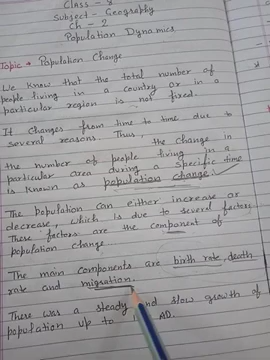 Class - 8
Subject - Geography
Ch - 2
Population Dynamics
Topic → Population Change
We know that the total number of
people living in a country or in a
particular region is not fixed.
It changes from time to time due to
several reasons. Thus,
the change in
the number of people living in a
particular area during a specific time
is known as population change.
The population can either increase or
decrease, which is due to several factors
These factors are the component of
population change
The main components are birth rate, death
rate and migration.
There was a steady and slow growth of
population up to AD.